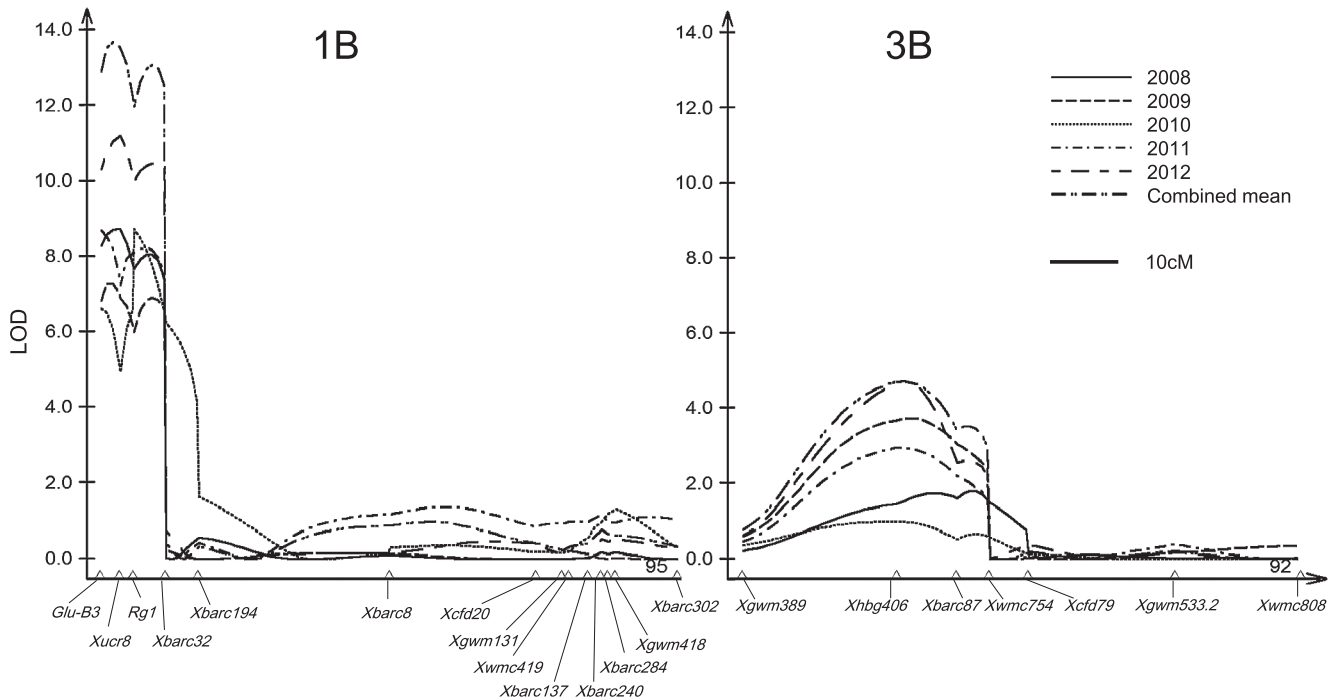 1B
14.0
12.0
10.0
8.0
6.0
4.0
2.0
0.0
LOD
95
Glu-B3
Xucr8
Rg1
Xbarc32
Xbarc194
Xbarc8
Xcfd20
Xgwm131
Xwmc419
Xbarc137
Xbarc240
Xbarc284
Xgwm418
Xbarc302
3B
14.0
12.0
10.0
8.0
6.0
4.0
2.0
0.0
2008
2009
2010
2011
2012
Combined mean
10cM
92
Xgwm389
Xhbg406
Xbarc87
Xwmc754
Xcfd79
Xgwm533.2
Xwmc808